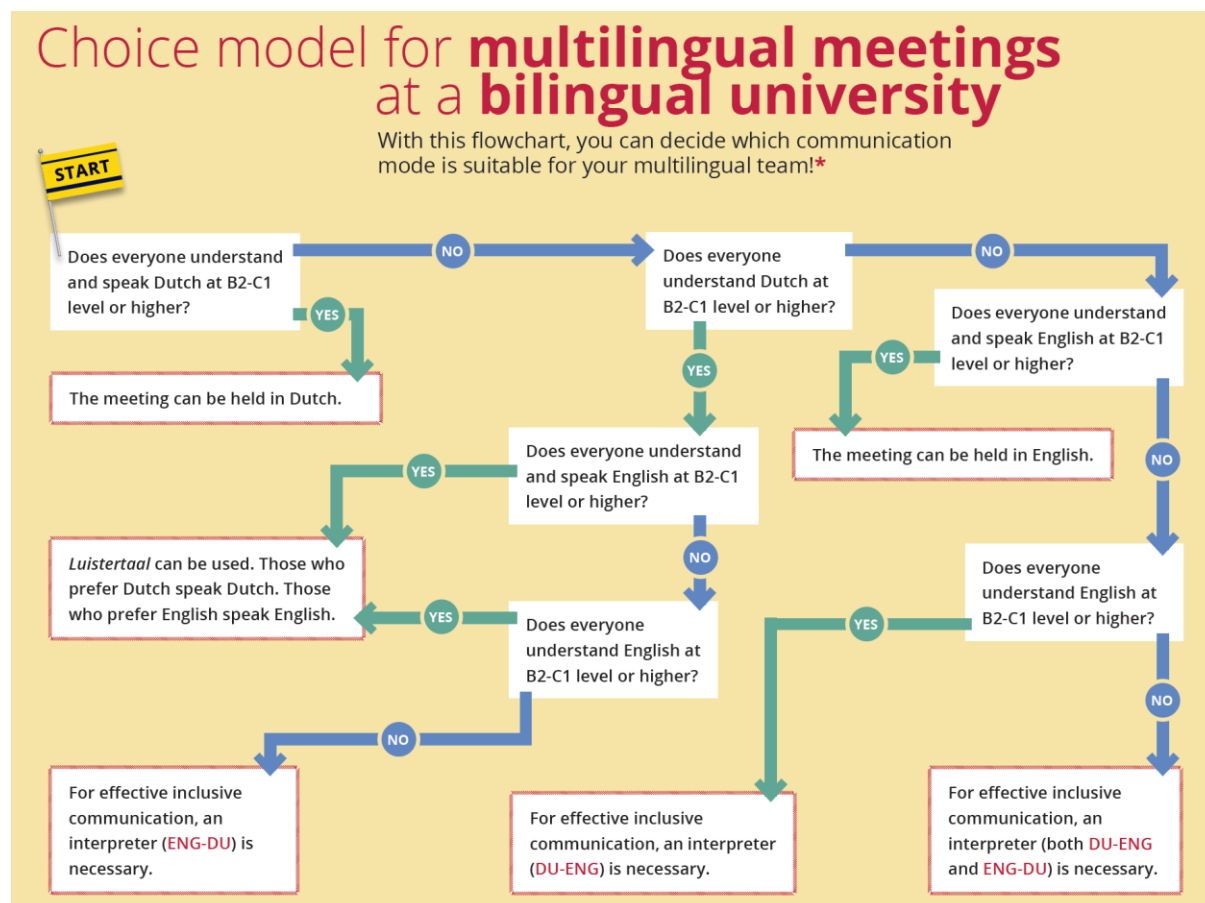 Choice model for multilingual meetings
at a bilingual university
With this flowchart, you can decide which communication
mode is suitable for your multilingual team!*
START
Does everyone understand
and speak Dutch at B2-C1
level or higher?
NO
Does everyone
understand Dutch at
B2-C1 level or higher?
NO
Does everyone understand
and speak English at B2-C1
level or higher?
YES
The meeting can be held in Dutch.
YES
YES
The meeting can be held in English.
Does everyone understand
and speak English at B2-C1
level or higher?
YES
NO
Luistertaal can be used. Those who
prefer Dutch speak Dutch. Those
who prefer English speak English.
NO
Does everyone
understand English at
B2-C1 level or higher?
YES
Does everyone
understand English at
B2-C1 level or higher?
YES
NO
NO
For effective inclusive
communication, an
interpreter (ENG-DU) is
necessary.
For effective inclusive
communication, an interpreter
(DU-ENG) is necessary.
For effective inclusive
communication, an
interpreter (both DU-ENG
and ENG-DU) is necessary.